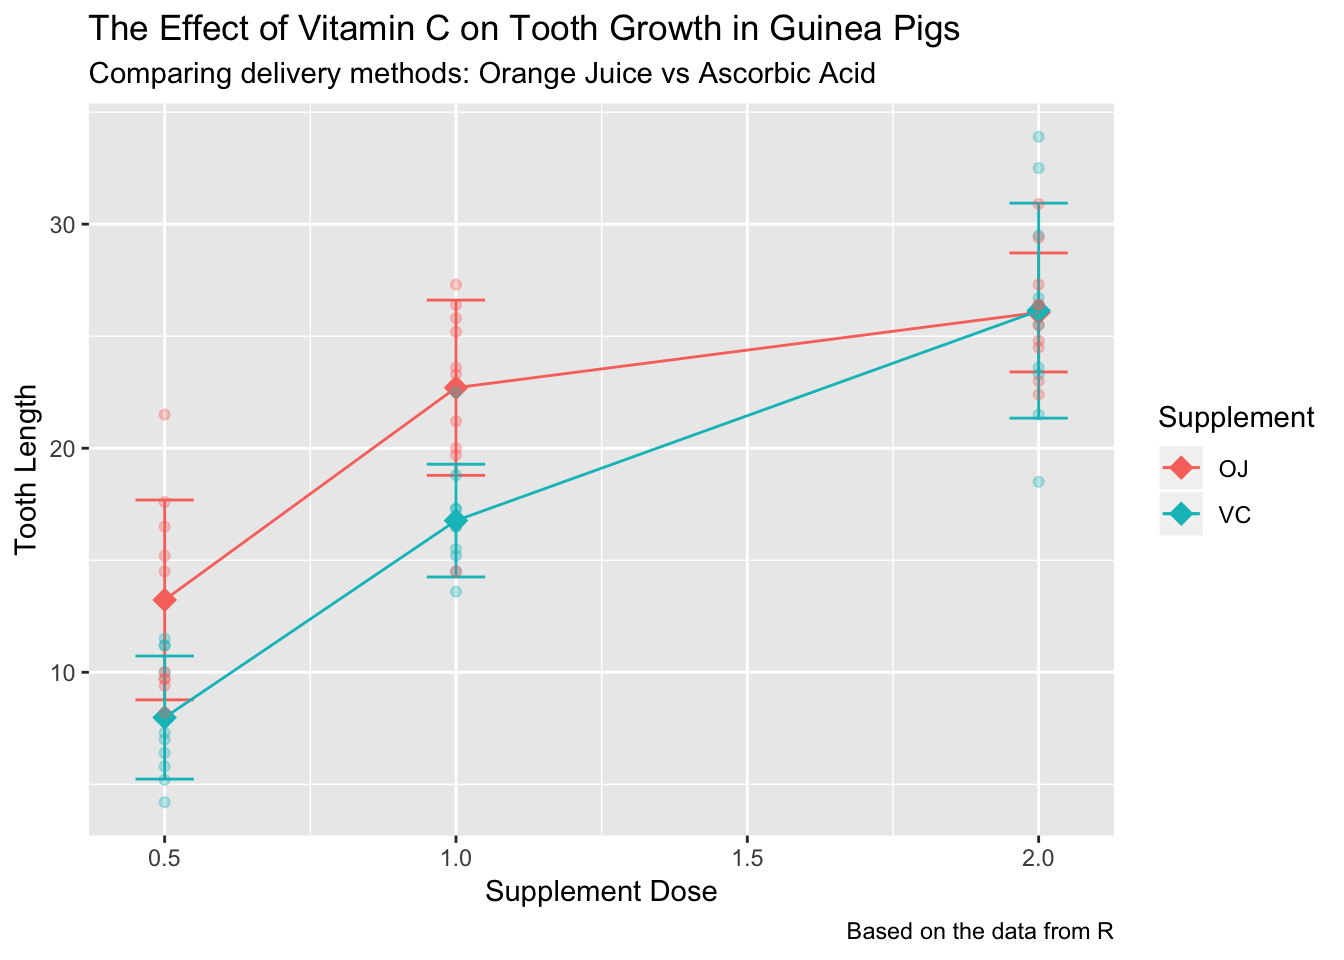 The Effect of Vitamin C on Tooth Growth in Guinea Pigs
Comparing delivery methods: Orange Juice vs Ascorbic Acid
Tooth Length
30
20
10
0.5
1.0
1.5
2.0
Supplement Dose
Supplement
OJ
VC
Based on the data from R